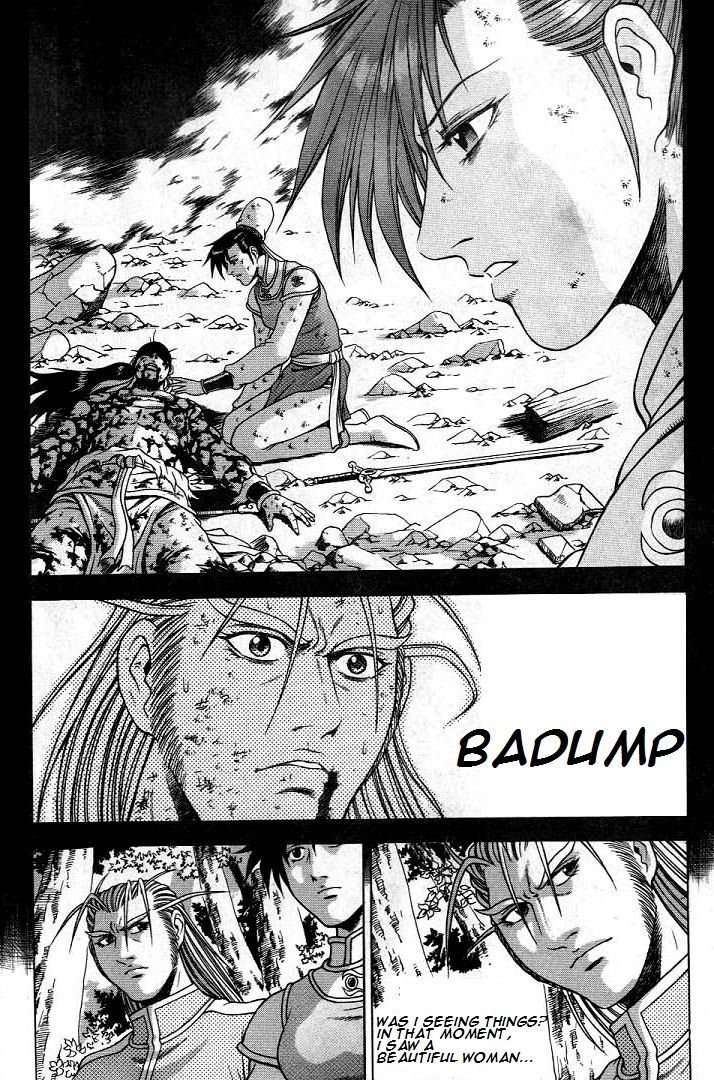 BADUMP
WAS I SEEING THINGS?
IN THAT MOMENT,
I SAW A
BEAUTIFUL WOMAN...